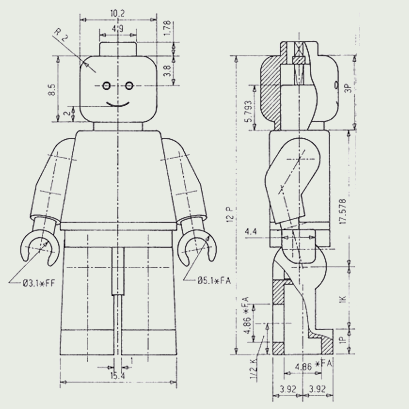 10.2
4.9
1.78
R 2
3.8
8.5
2
Ø3.1*FF
Ø5.1*FA
1
15.4
3P
5.793
12 P
4.4
17.578
4.86 *FA
1K
1P
1/2 K
4.86 *FA
3.92
3.92